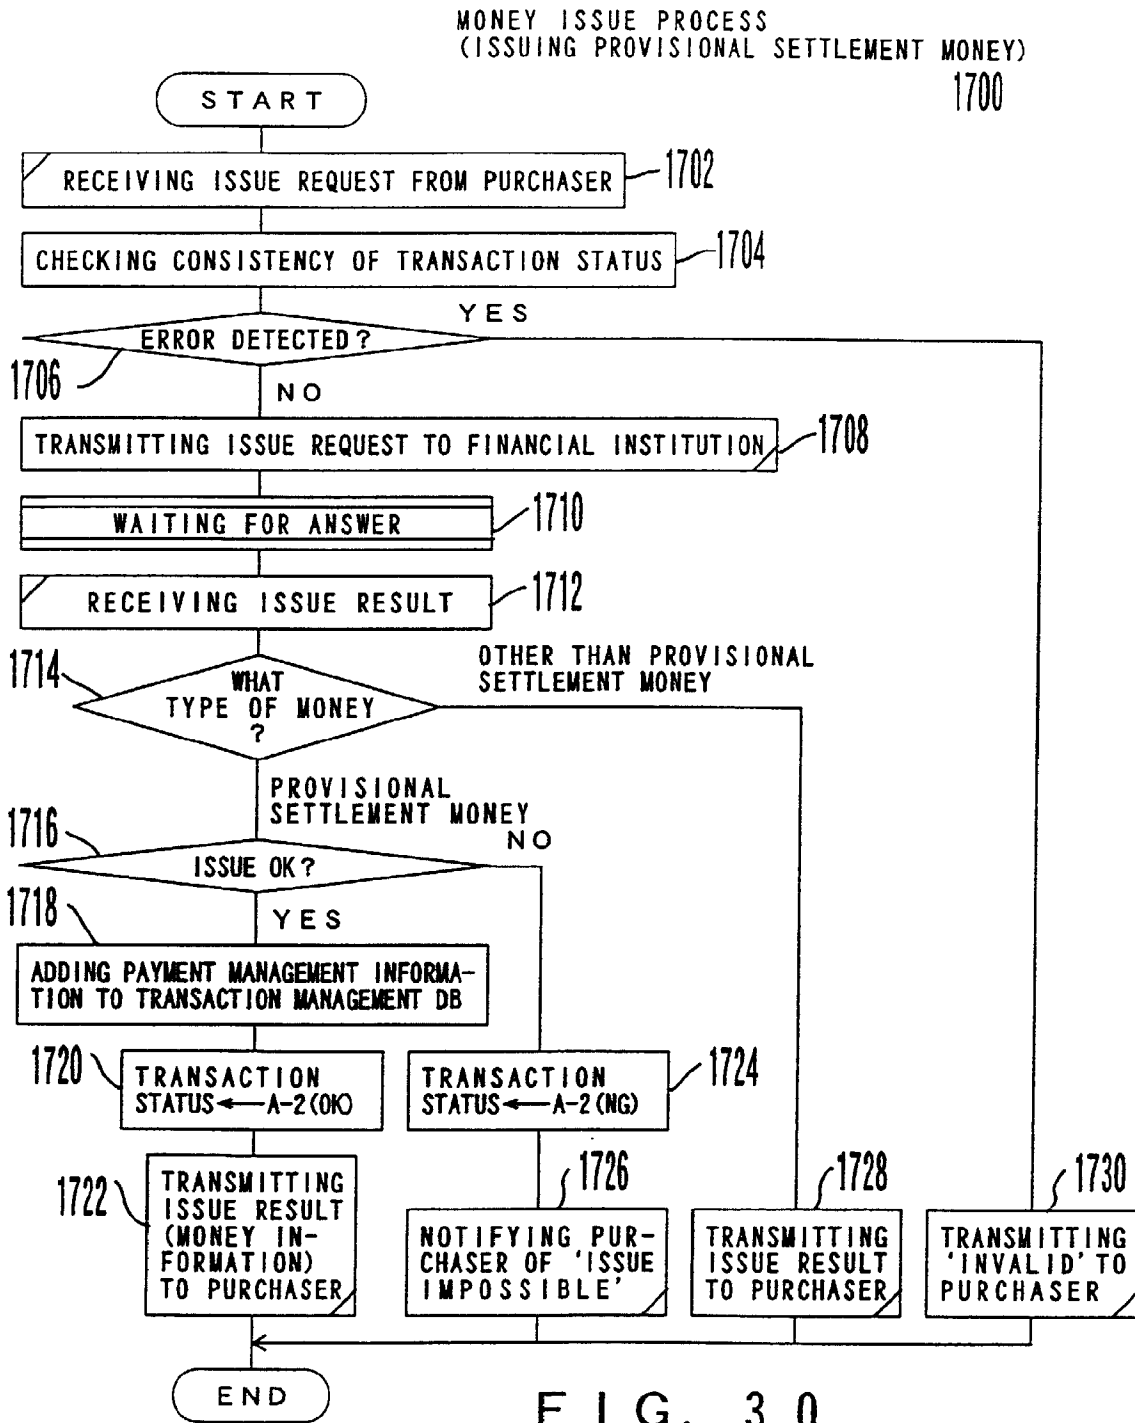 MONEY ISSUE PROCESS
(ISSUING PROVISIONAL SETTLEMENT MONEY)
1700
START
RECEIVING ISSUE REQUEST FROM PURCHASER
1702
CHECKING CONSISTENCY OF TRANSACTION STATUS
1704
YES
ERROR DETECTED?
1706
NO
TRANSMITTING ISSUE REQUEST TO FINANCIAL INSTITUTION
1708
WAITING FOR ANSWER
1710
RECEIVING ISSUE RESULT
1712
1714
WHAT
TYPE OF MONEY
?
OTHER THAN PROVISIONAL
SETTLEMENT MONEY
PROVISIONAL
SETTLEMENT MONEY
1716
ISSUE OK?
NO
YES
1718
ADDING PAYMENT MANAGEMENT INFORMA-
TION TO TRANSACTION MANAGEMENT DB
1720
TRANSACTION
STATUS←A-2(OK)
TRANSACTION
STATUS←A-2(NG)
1724
1722
TRANSMITTING
ISSUE RESULT
(MONEY IN-
FORMATION)
TO PURCHASER
1726
NOTIFYING PUR-
CHASER OF 'ISSUE
IMPOSSIBLE'
1728
TRANSMITTING
ISSUE RESULT
TO PURCHASER
1730
TRANSMITTING
'INVALID' TO
PURCHASER
END
FIG. 30